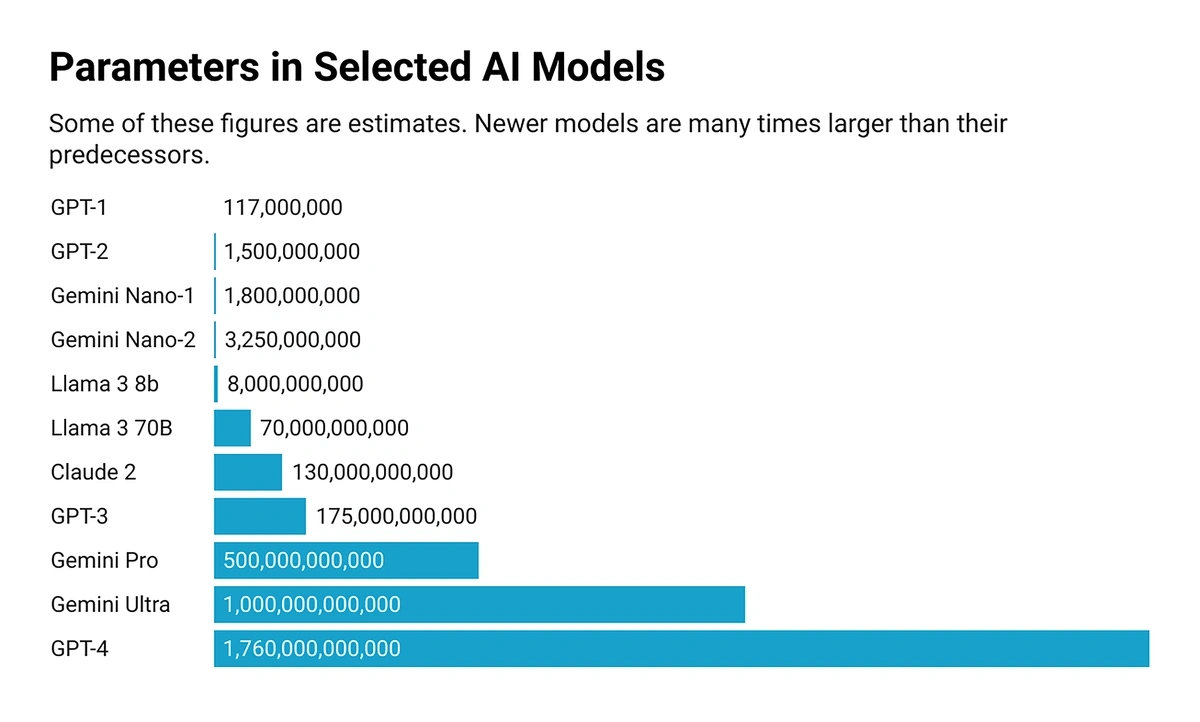 Parameters in Selected AI Models
Some of these figures are estimates. Newer models are many times larger than their
predecessors.
GPT-1 117,000,000
GPT-2 1,500,000,000
Gemini Nano-1 1,800,000,000
Gemini Nano-2 3,250,000,000
Llama 3 8b 8,000,000,000
Llama 3 70B 70,000,000,000
Claude 2 130,000,000,000
GPT-3 175,000,000,000
Gemini Pro 500,000,000,000
Gemini Ultra 1,000,000,000,000
GPT-4 1,760,000,000,000